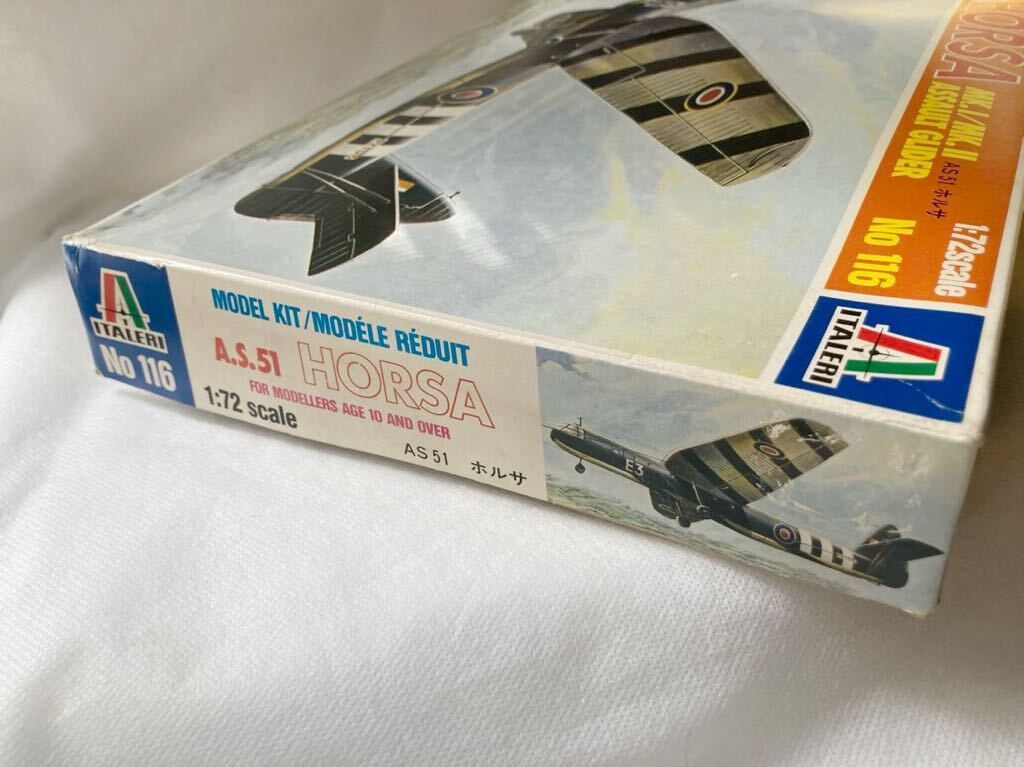 HORSA
MK.I/MK.II AS51 ホルサ
ASSAULT GLIDER
1:72scale
No 116
ITALERI
ITALERI
No 116
MODEL KIT/MODÉLE RÉDUIT
A.S.51 HORSA
FOR MODELLERS AGE 10 AND OVER
1:72 scale
AS 51 ホルサ
E3